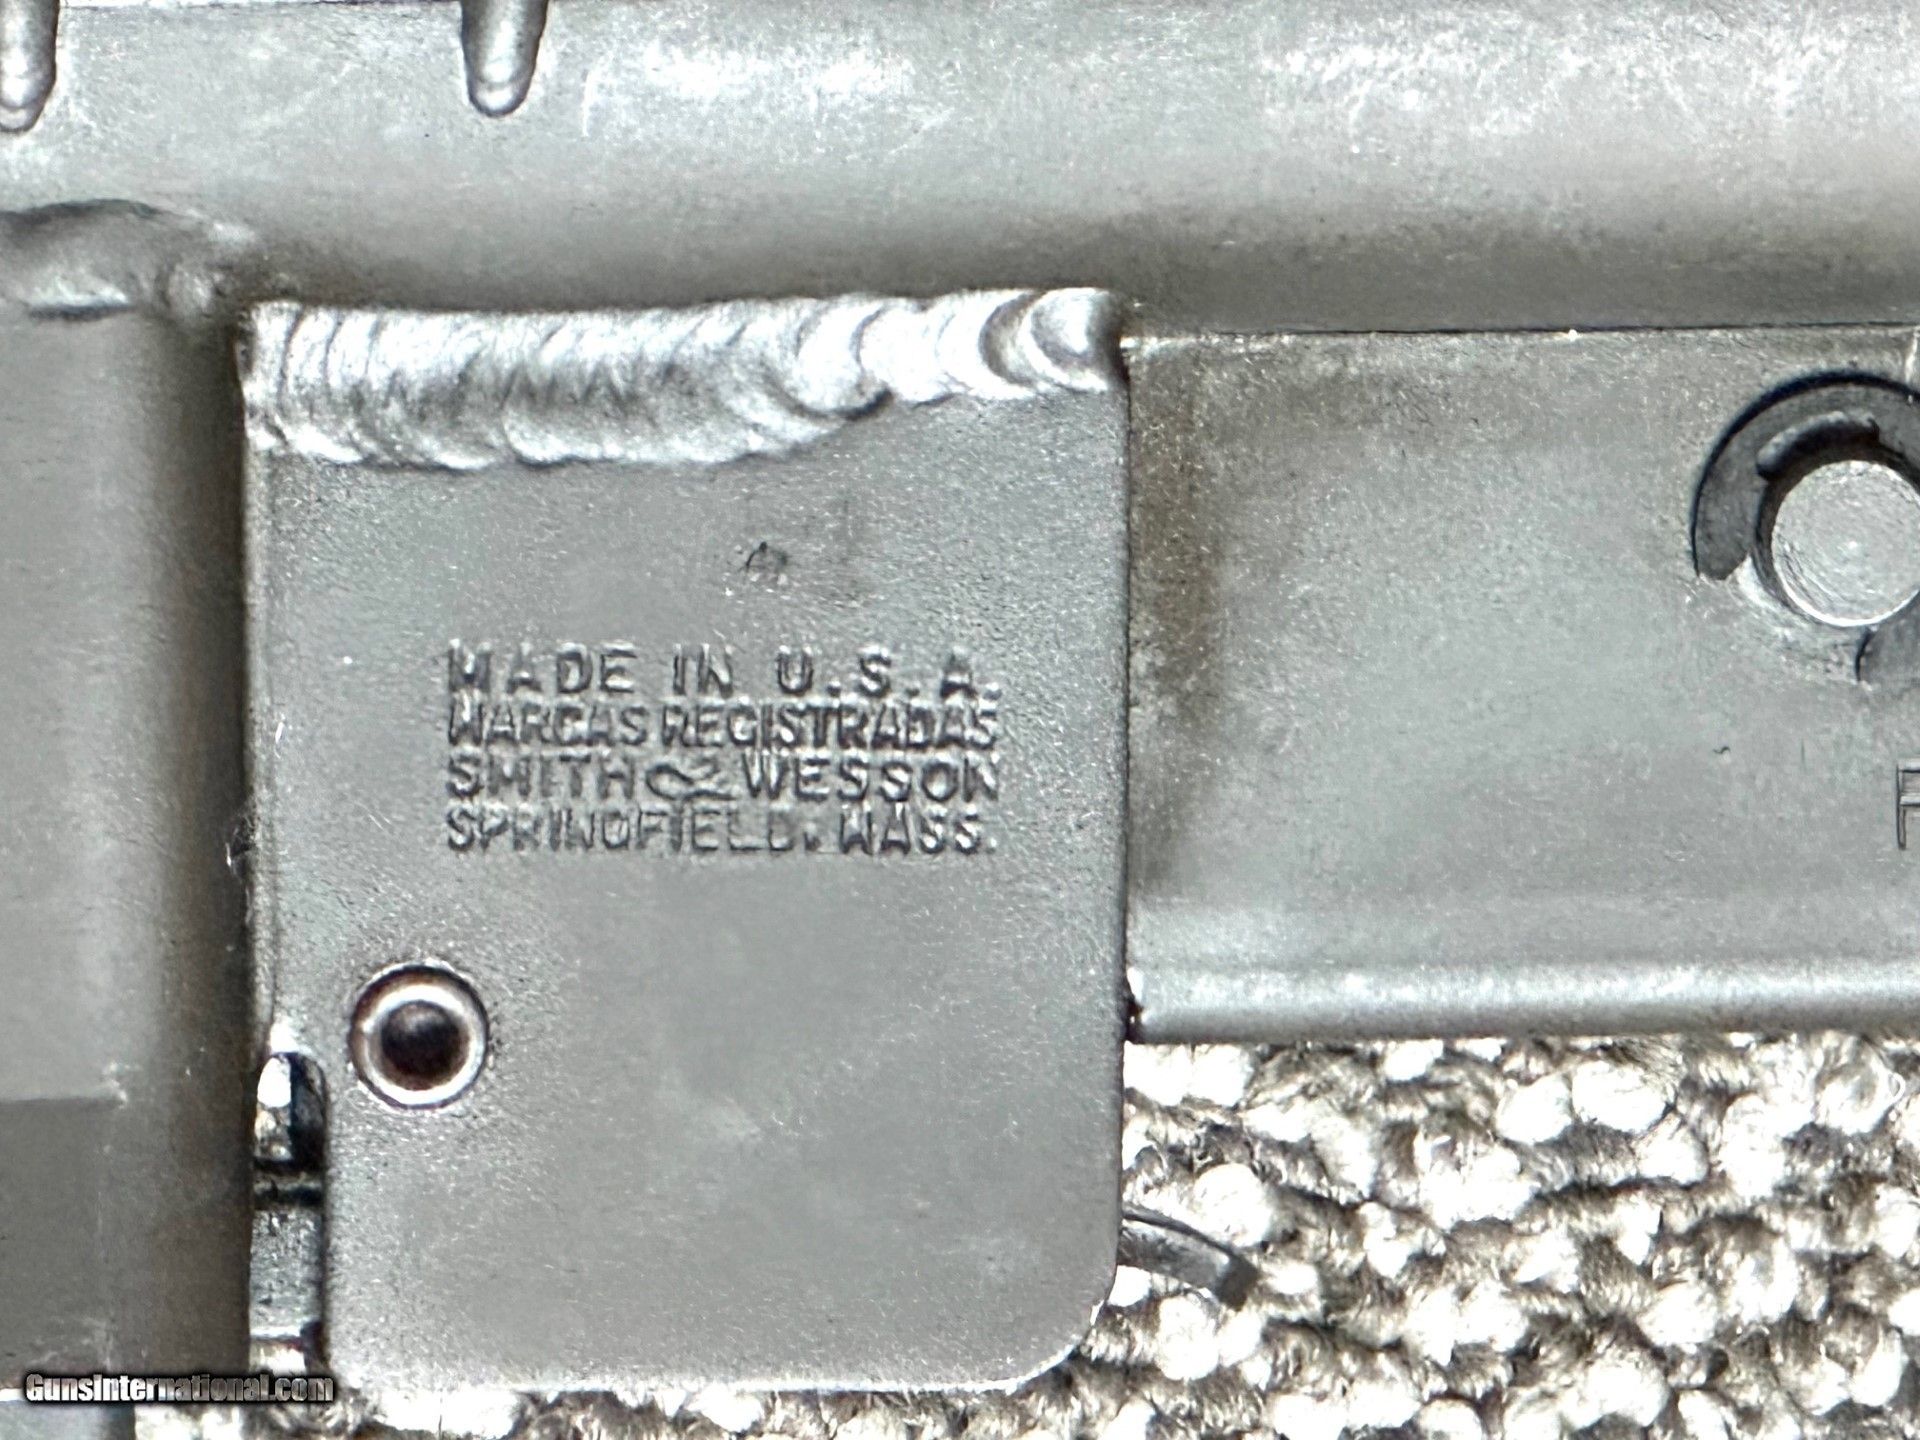 MADE IN U.S.A.
MARCAS REGISTRADAS
SMITH & WESSON
SPRINGFIELD, MASS.
GunsInternational.com